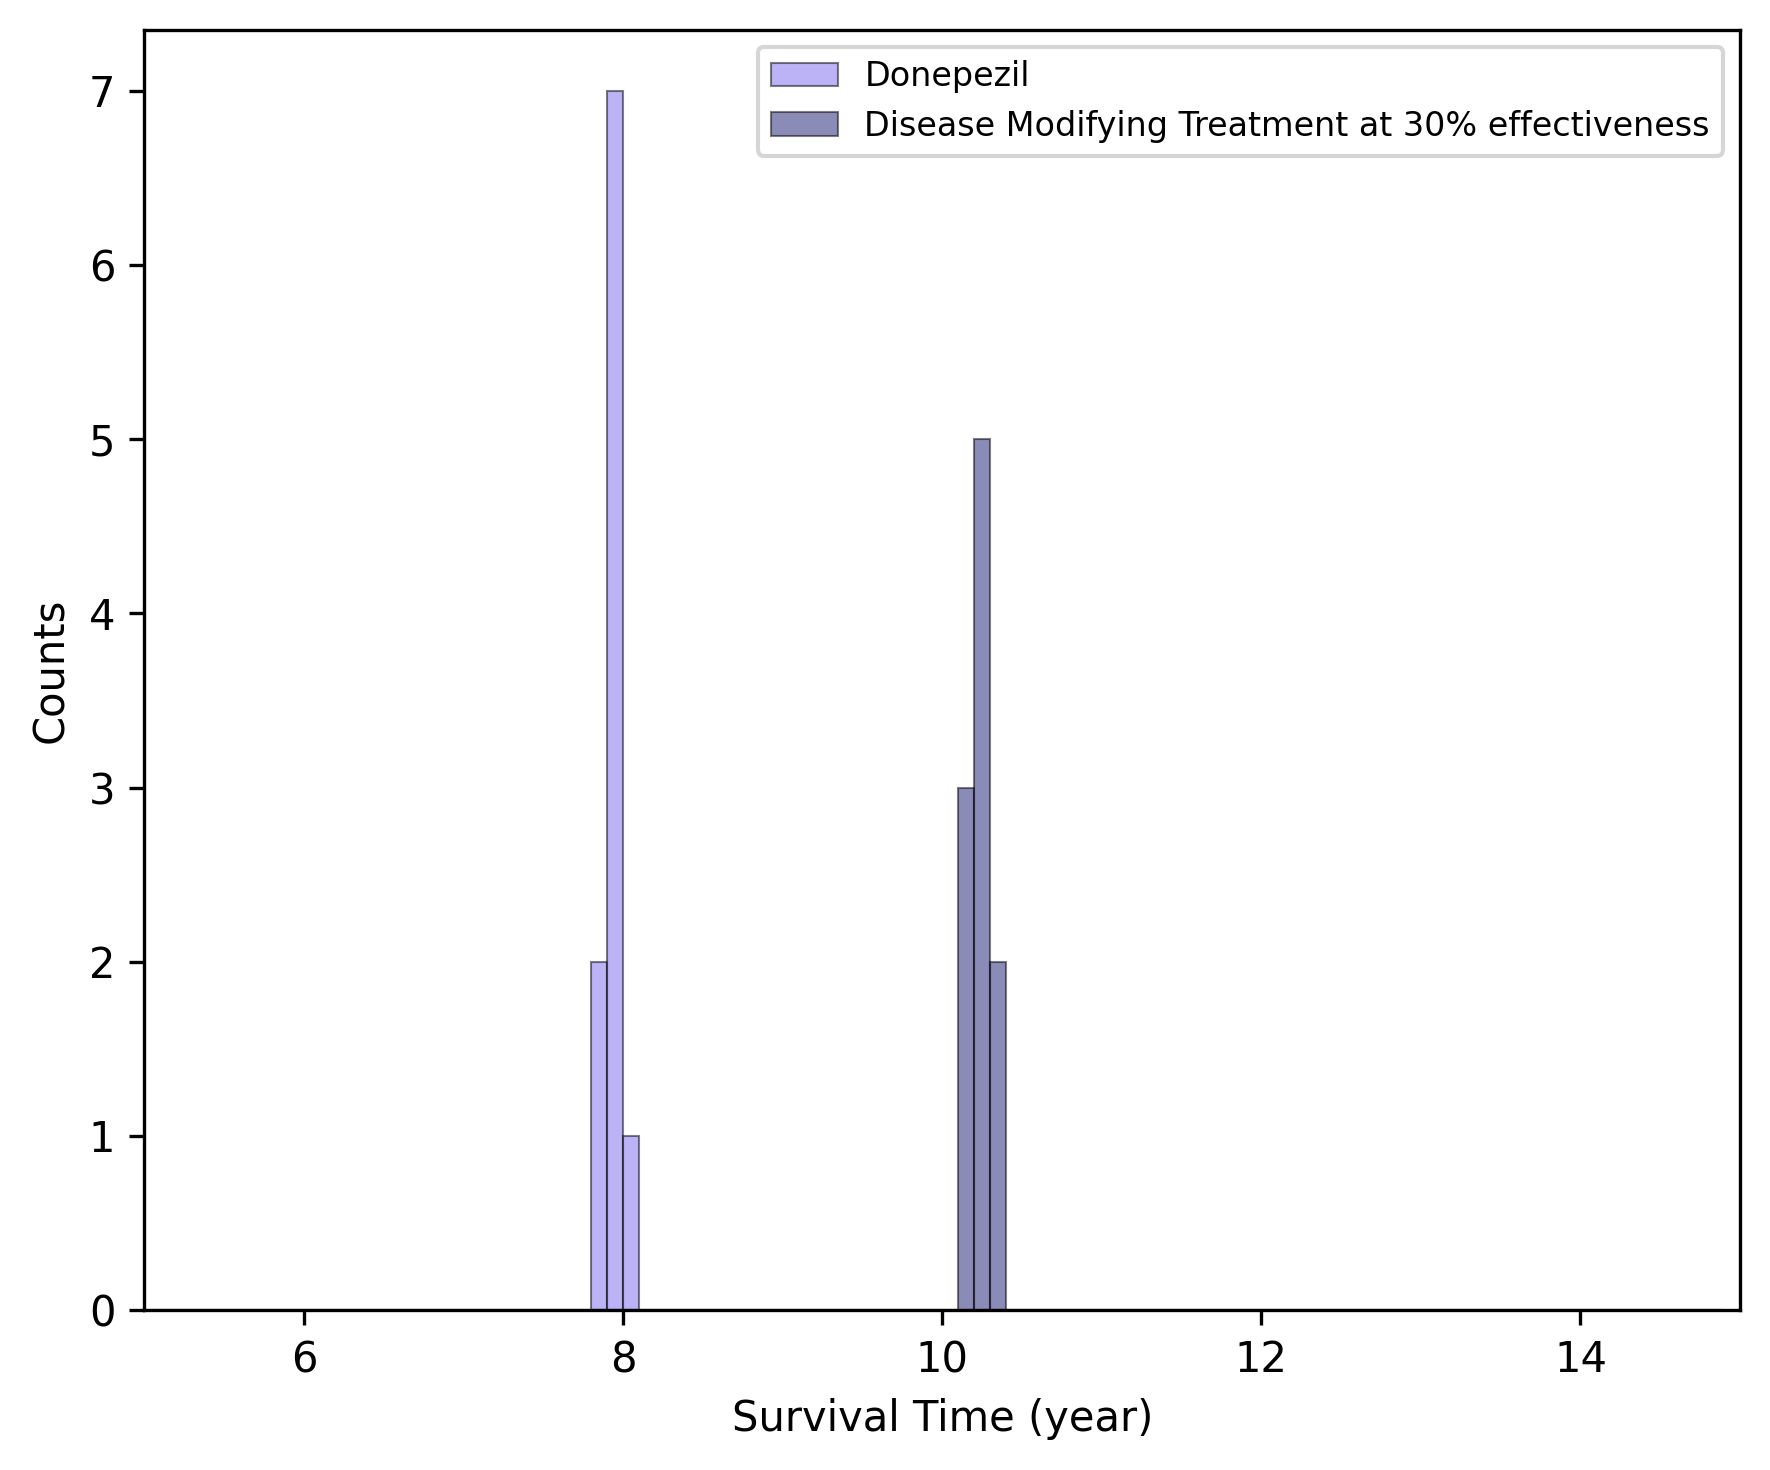 Donepezil
Disease Modifying Treatment at 30% effectiveness
7
6
5
4
3
2
1
0
Counts
6 8 10 12 14
Survival Time (year)